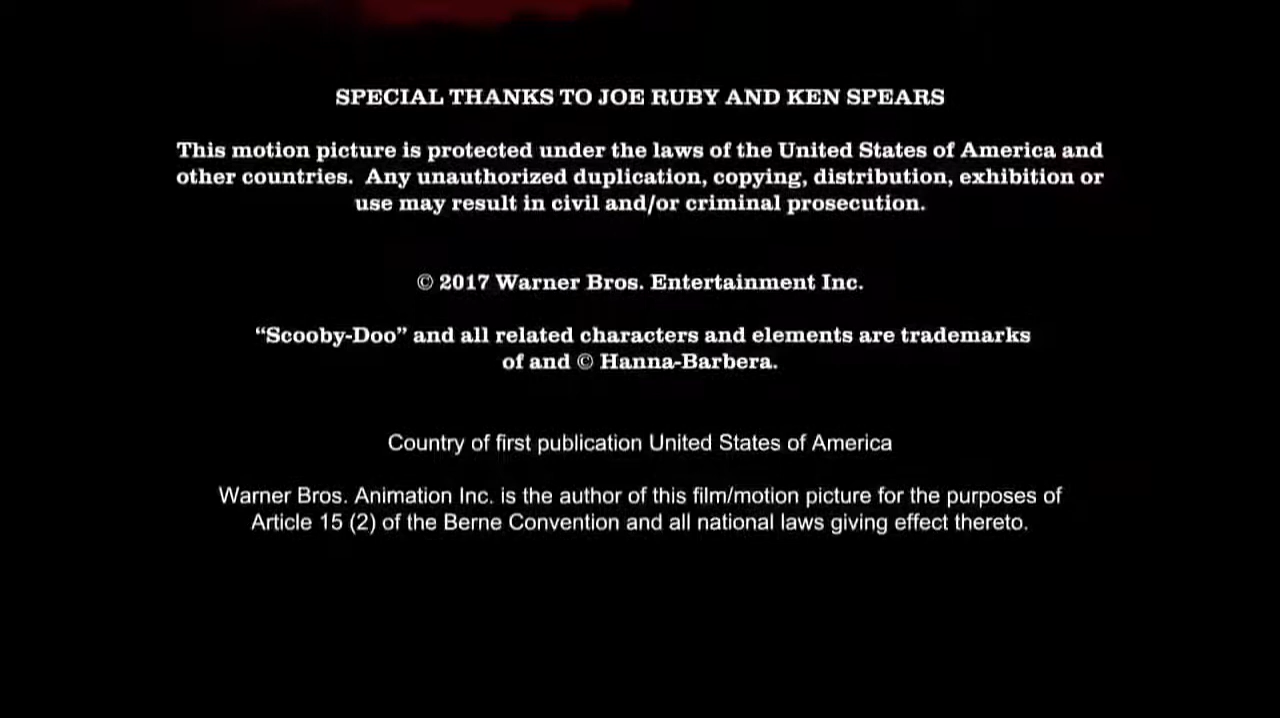 SPECIAL THANKS TO JOE RUBY AND KEN SPEARS
This motion picture is protected under the laws of the United States of America and
other countries.  Any unauthorized duplication, copying, distribution, exhibition or
use may result in civil and/or criminal prosecution.
© 2017 Warner Bros. Entertainment Inc.
“Scooby-Doo” and all related characters and elements are trademarks
of and © Hanna-Barbera.
Country of first publication United States of America
Warner Bros. Animation Inc. is the author of this film/motion picture for the purposes of
Article 15 (2) of the Berne Convention and all national laws giving effect thereto.